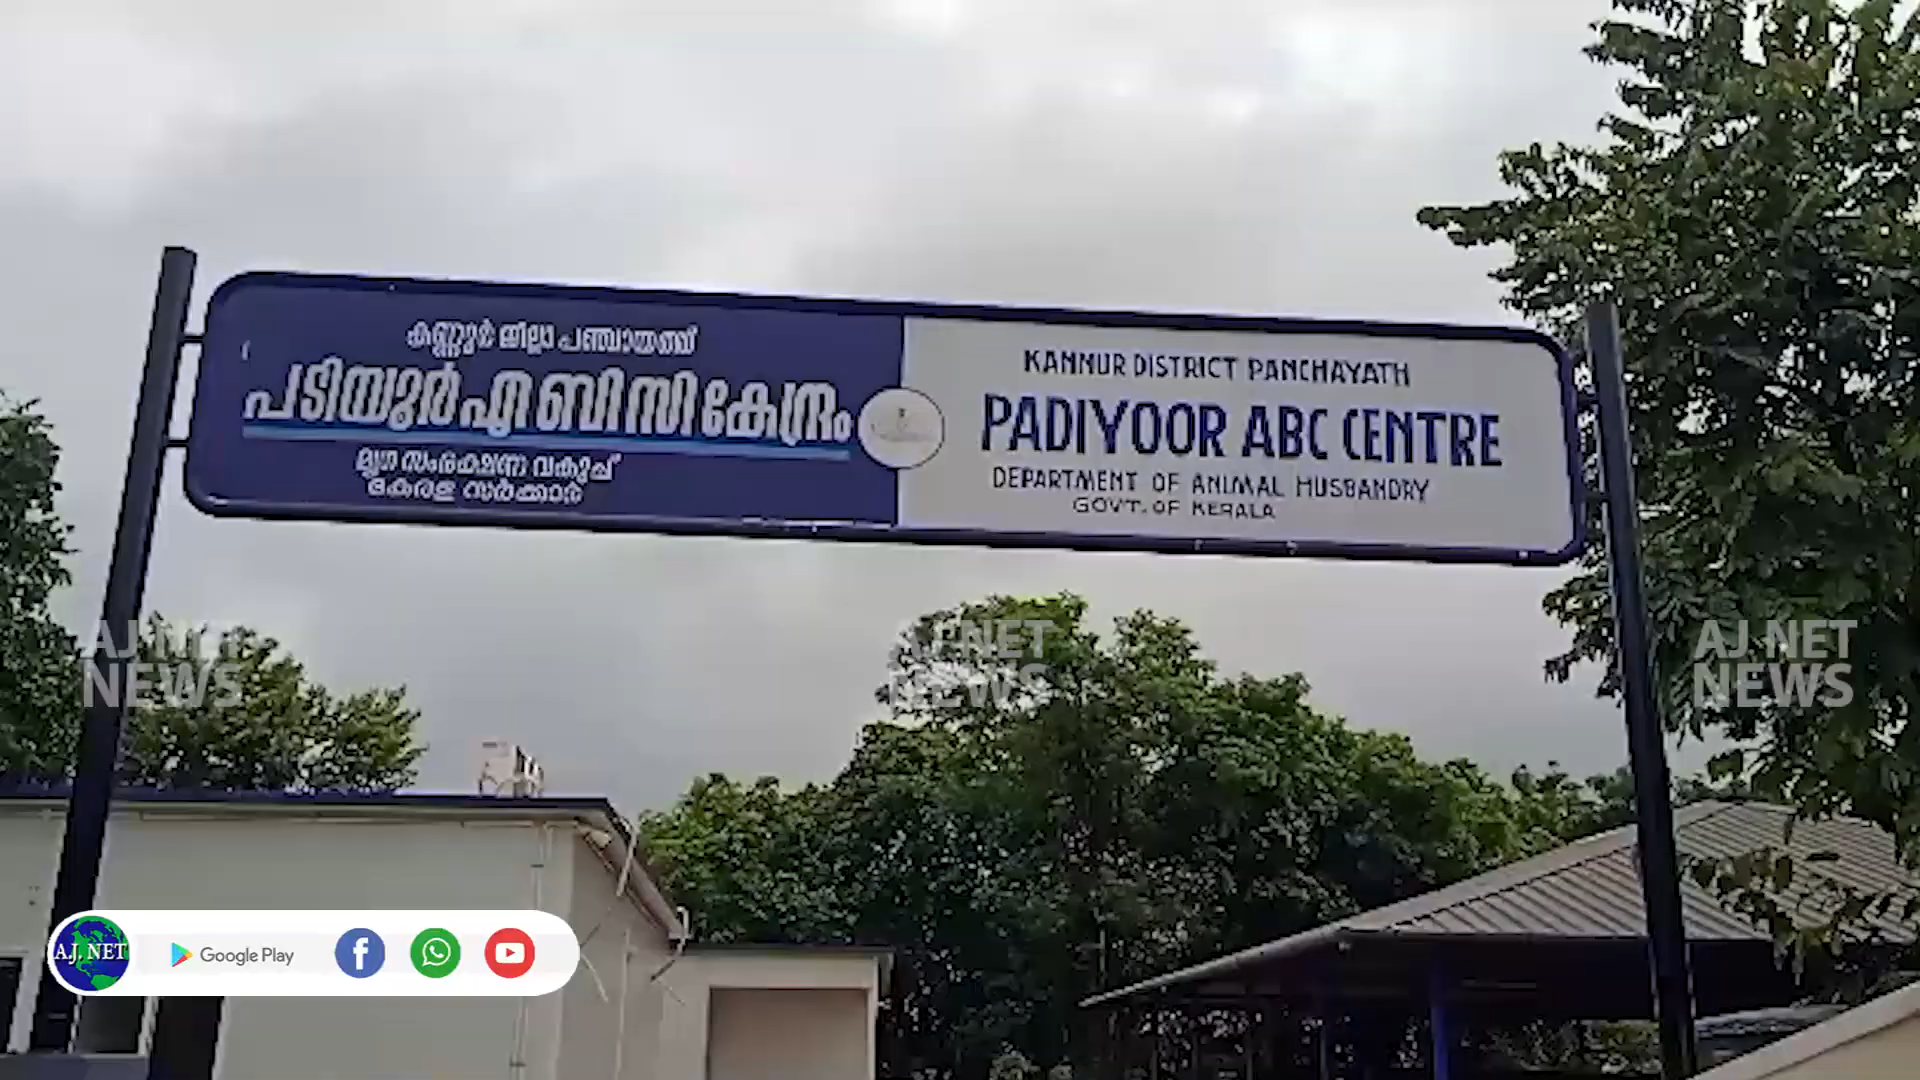 കണ്ണൂർ ജില്ലാ പഞ്ചായത്ത്
പടിയൂർ എ ബി സി കേന്ദ്രം
മൃഗ സംരക്ഷണ വകുപ്പ്
കേരള സർക്കാർ
KANNUR DISTRICT PANCHAYATH
PADIYOOR ABC CENTRE
DEPARTMENT OF ANIMAL HUSBANDRY
GOVT. OF KERALA
AJ NET
NEWS
AJ NET
NEWS
AJ NET
NEWS
A.J. NET
Google Play